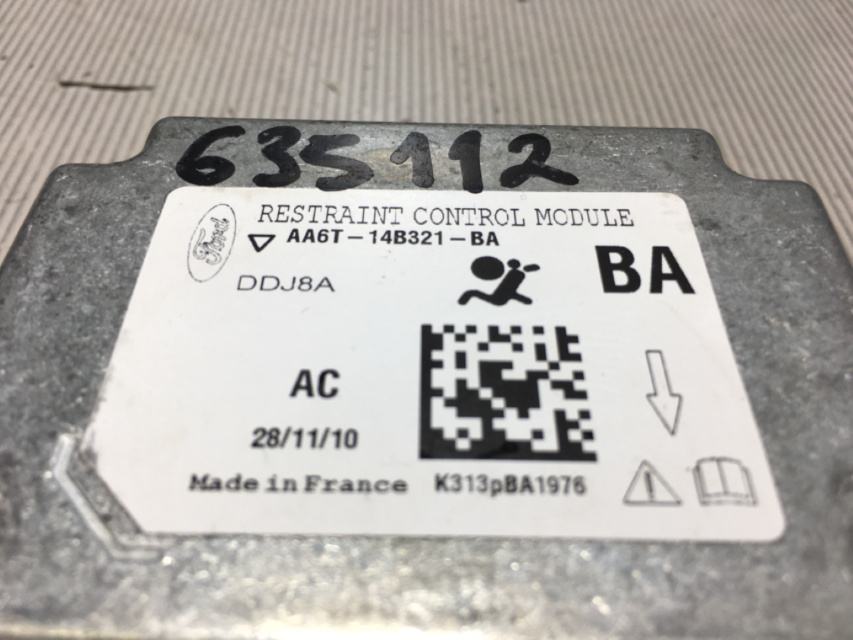 635112
Ford
RESTRAINT CONTROL MODULE
AA6T-14B321-BA
DDJ8A
BA
AC
28/11/10
Made in France
K313pBA1976